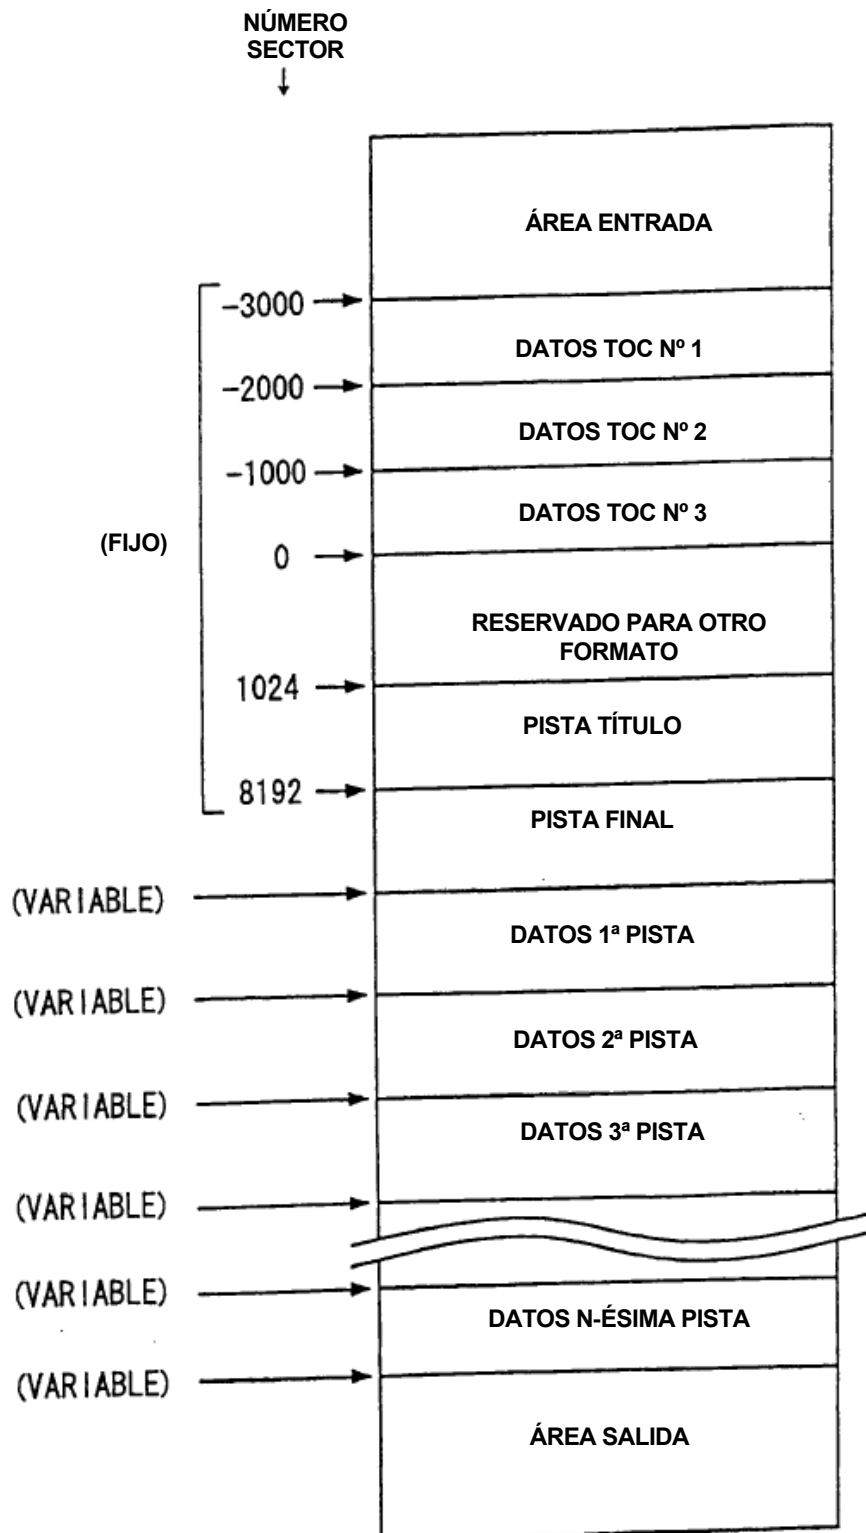 NÚMERO
SECTOR
ÁREA ENTRADA
-3000
DATOS TOC Nº 1
-2000
DATOS TOC Nº 2
-1000
DATOS TOC Nº 3
(FIJO)
0
RESERVADO PARA OTRO
FORMATO
1024
PISTA TÍTULO
8192
PISTA FINAL
(VARIABLE)
DATOS 1ª PISTA
(VARIABLE)
DATOS 2ª PISTA
(VARIABLE)
DATOS 3ª PISTA
(VARIABLE)
(VARIABLE)
DATOS N-ÉSIMA PISTA
(VARIABLE)
ÁREA SALIDA